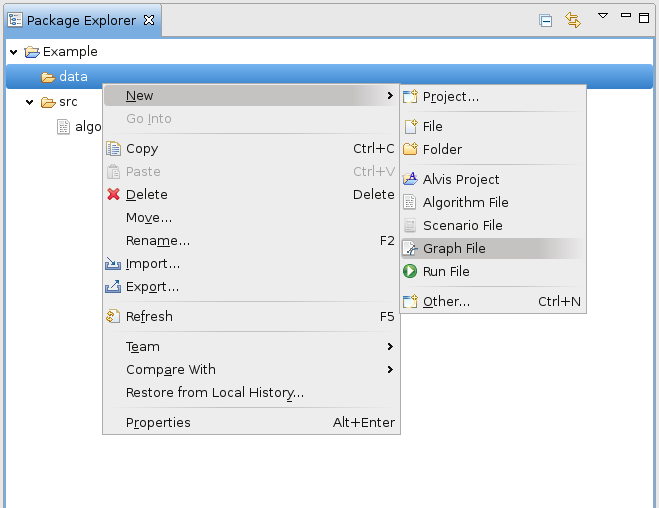 Package Explorer
Example
data
src
algo
New
Go Into
Copy Ctrl+C
Paste Ctrl+V
Delete Delete
Move...
Rename... F2
Import...
Export...
Refresh F5
Team
Compare With
Restore from Local History...
Properties Alt+Enter
Project...
File
Folder
Alvis Project
Algorithm File
Scenario File
Graph File
Run File
Other... Ctrl+N